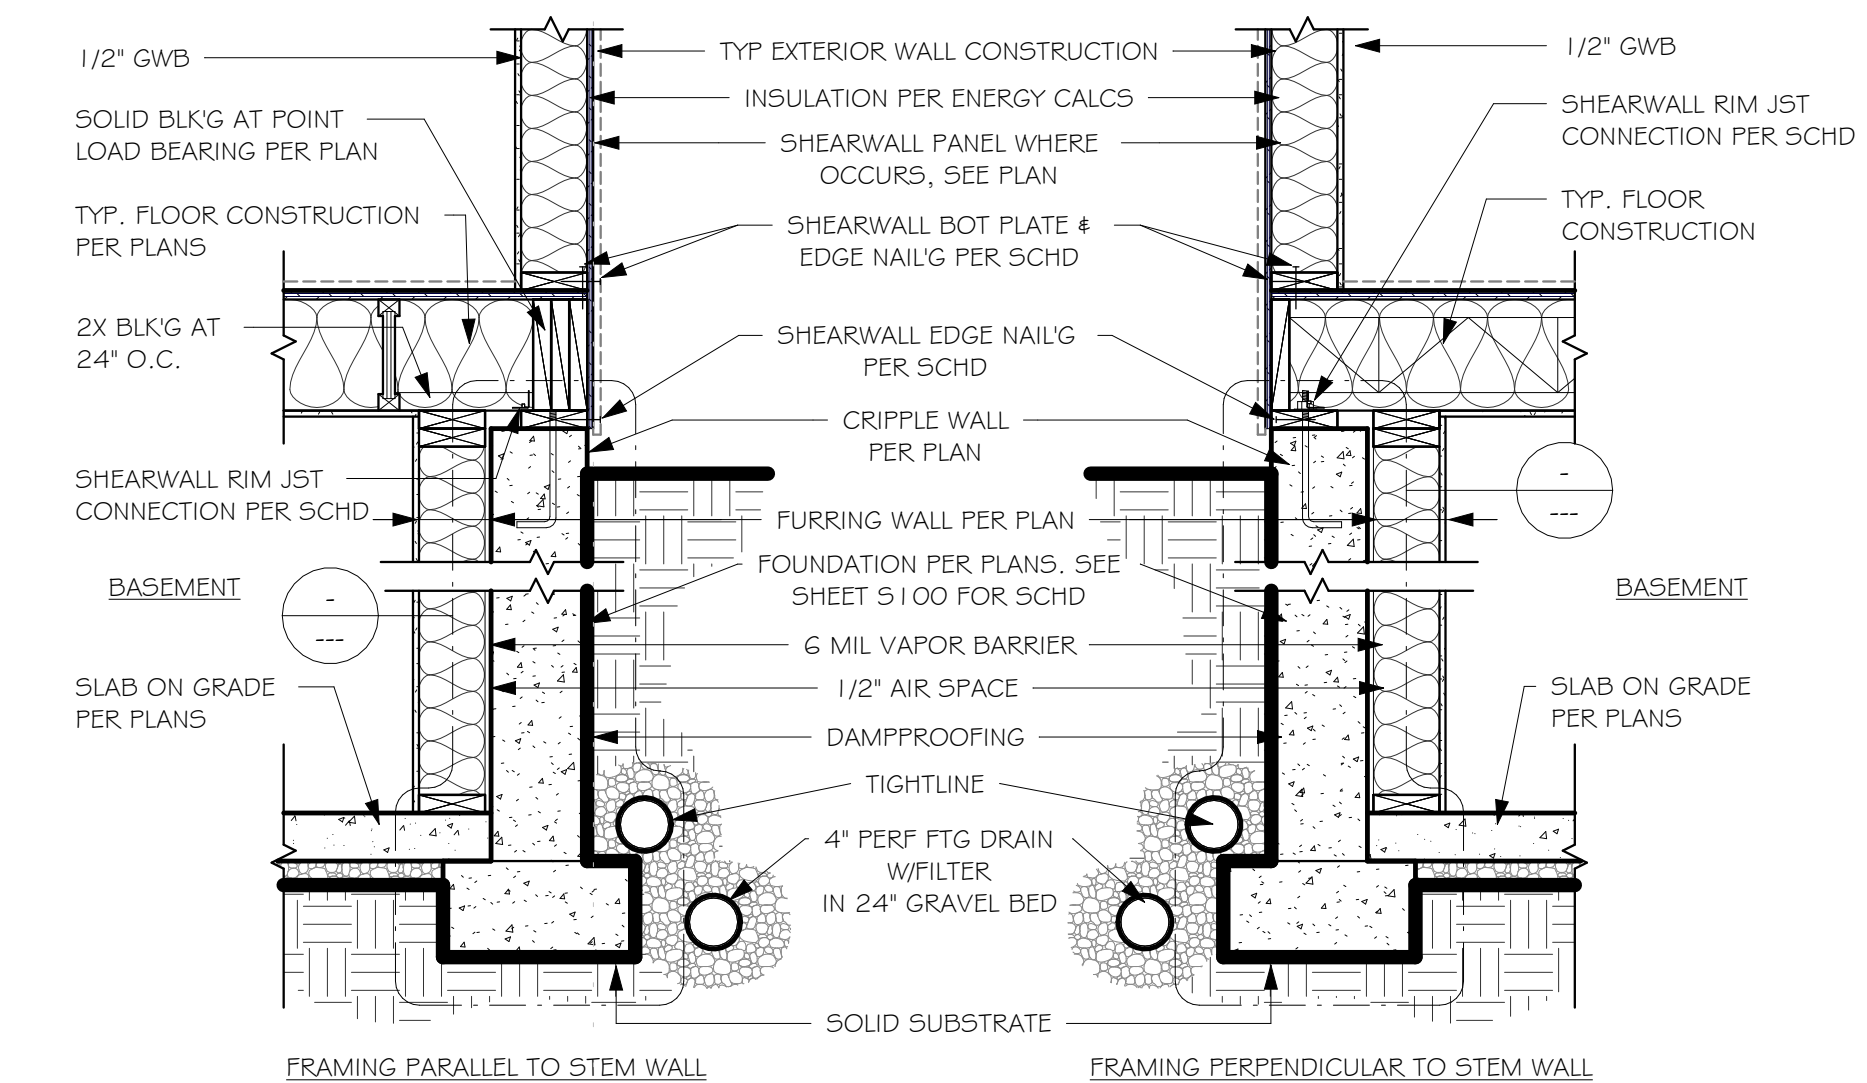 1/2" GWB
SOLID BLK'G AT POINT
LOAD BEARING PER PLAN
TYP. FLOOR CONSTRUCTION
PER PLANS
2X BLK'G AT
24" O.C.
SHEARWALL RIM JST
CONNECTION PER SCHD
BASEMENT
-
---
SLAB ON GRADE
PER PLANS
TYP EXTERIOR WALL CONSTRUCTION
INSULATION PER ENERGY CALCS
SHEARWALL PANEL WHERE
OCCURS, SEE PLAN
SHEARWALL BOT PLATE &
EDGE NAIL'G PER SCHD
SHEARWALL EDGE NAIL'G
PER SCHD
CRIPPLE WALL
PER PLAN
FURRING WALL PER PLAN
FOUNDATION PER PLANS. SEE
SHEET S100 FOR SCHD
6 MIL VAPOR BARRIER
1/2" AIR SPACE
DAMPPROOFING
TIGHTLINE
4" PERF FTG DRAIN
W/FILTER
IN 24" GRAVEL BED
SOLID SUBSTRATE
1/2" GWB
SHEARWALL RIM JST
CONNECTION PER SCHD
TYP. FLOOR
CONSTRUCTION
-
---
BASEMENT
SLAB ON GRADE
PER PLANS
FRAMING PARALLEL TO STEM WALL
FRAMING PERPENDICULAR TO STEM WALL